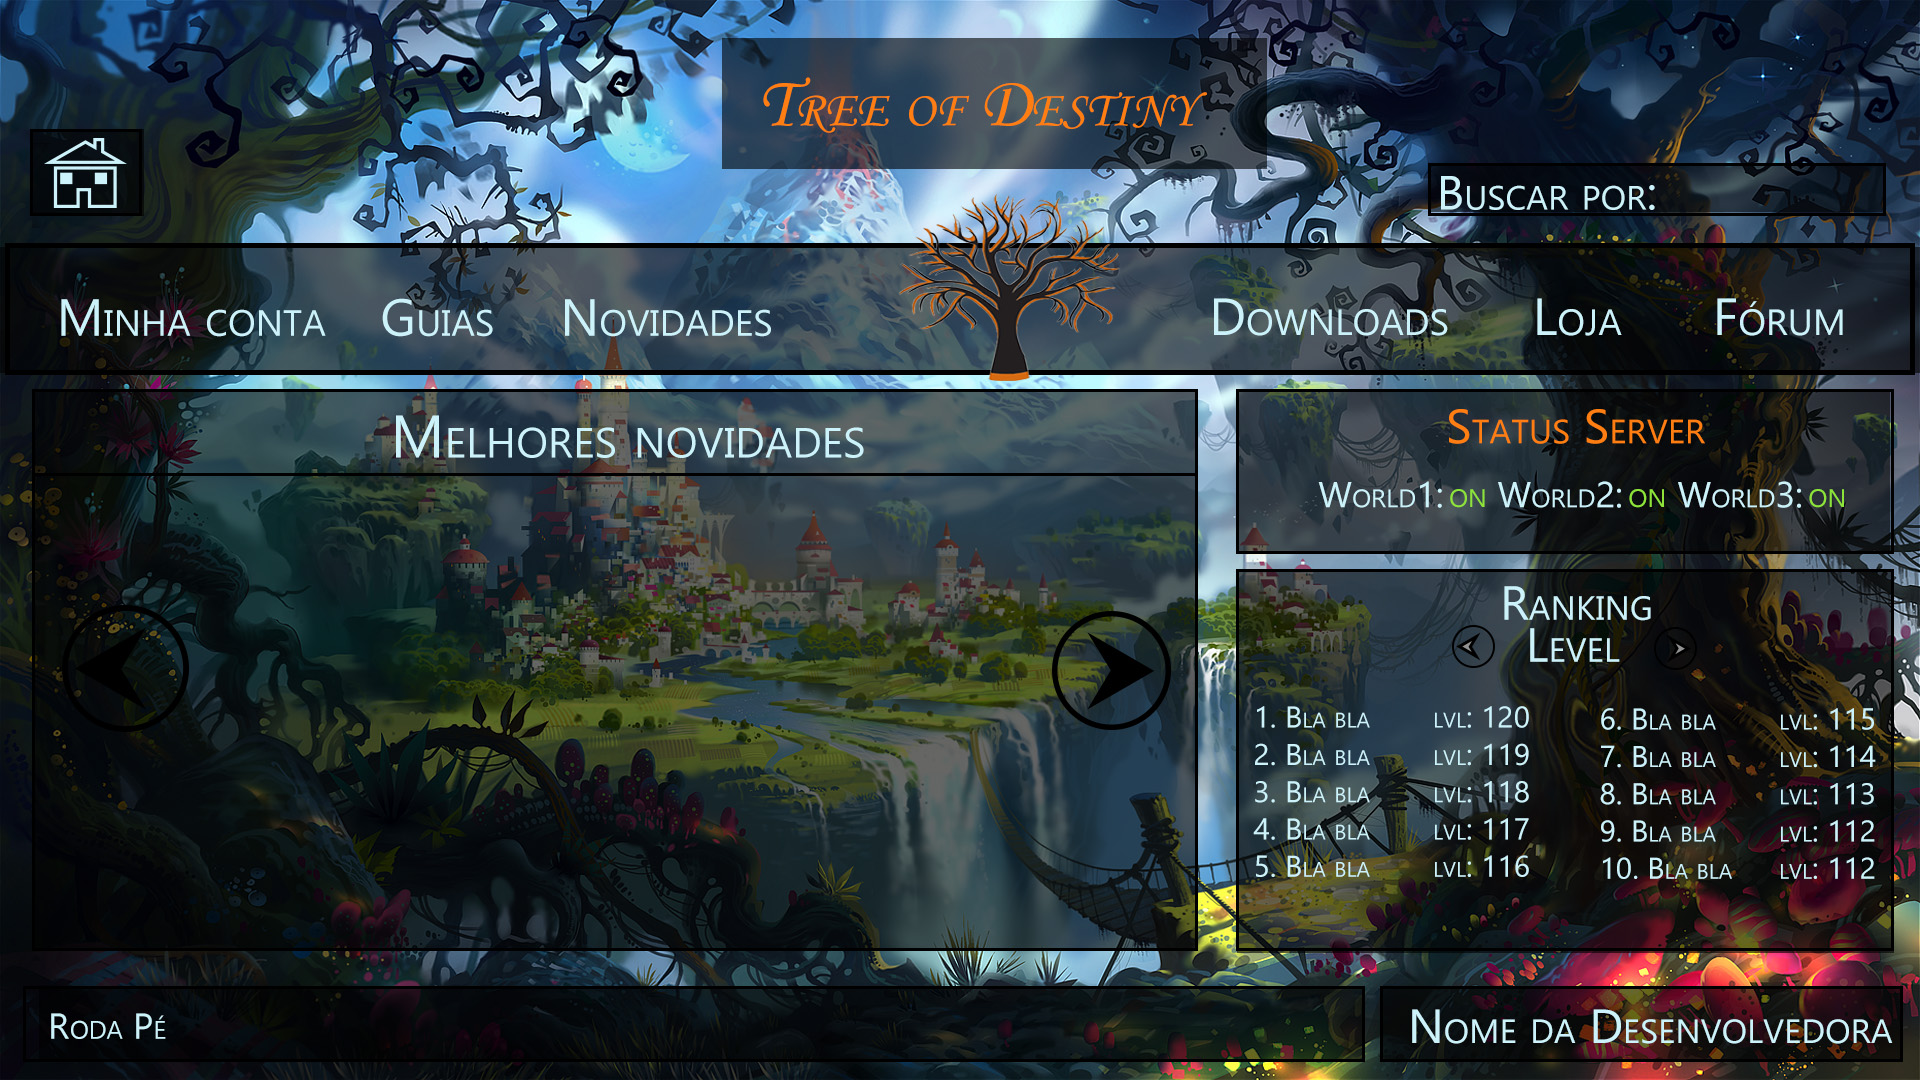 Tree of Destiny
Buscar por:
Minha conta Guias Novidades Downloads Loja Fórum
Melhores novidades
Status Server
World1: on World2: on World3: on
Ranking
Level
1. Bla bla lvl: 120
2. Bla bla lvl: 119
3. Bla bla lvl: 118
4. Bla bla lvl: 117
5. Bla bla lvl: 116
6. Bla bla lvl: 115
7. Bla bla lvl: 114
8. Bla bla lvl: 113
9. Bla bla lvl: 112
10. Bla bla lvl: 112
Roda Pé
Nome da Desenvolvedora